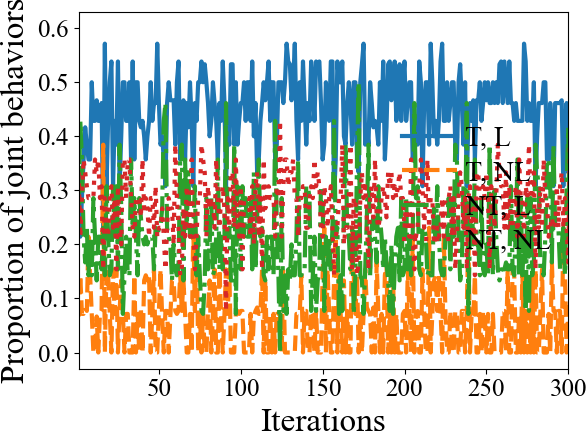 Proportion of joint behaviors
0.6
0.5
0.4
0.3
0.2
0.1
0.0
T, L
T, NL
NT, L
NT, NL
50
100
150
200
250
300
Iterations